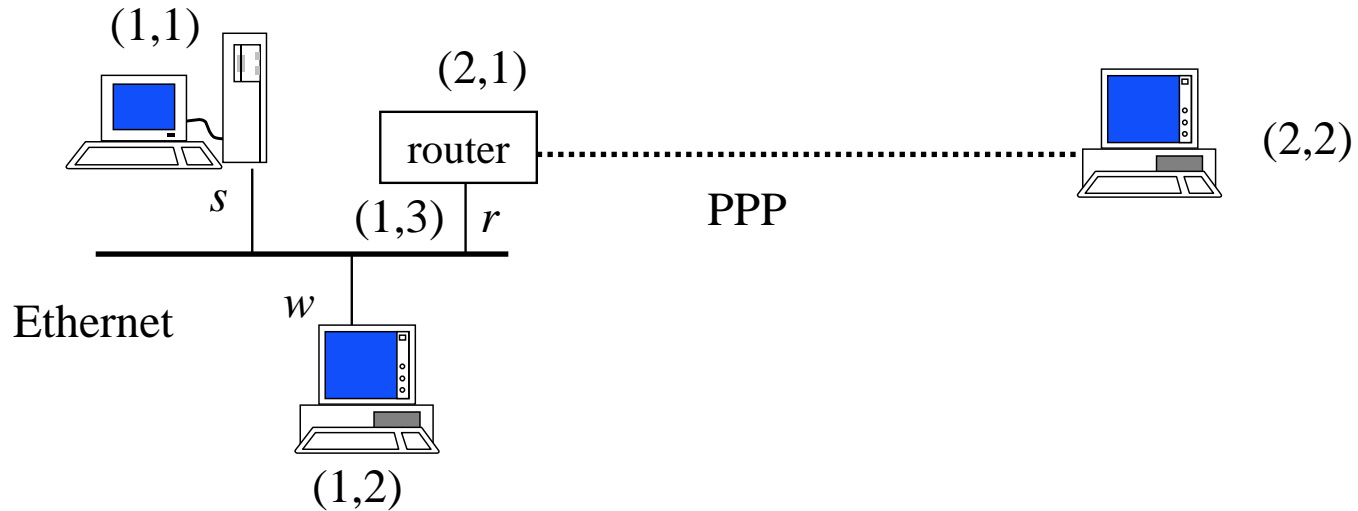 (1,1)
(2,1)
router
(2,2)
s
(1,3)
r
PPP
w
Ethernet
(1,2)